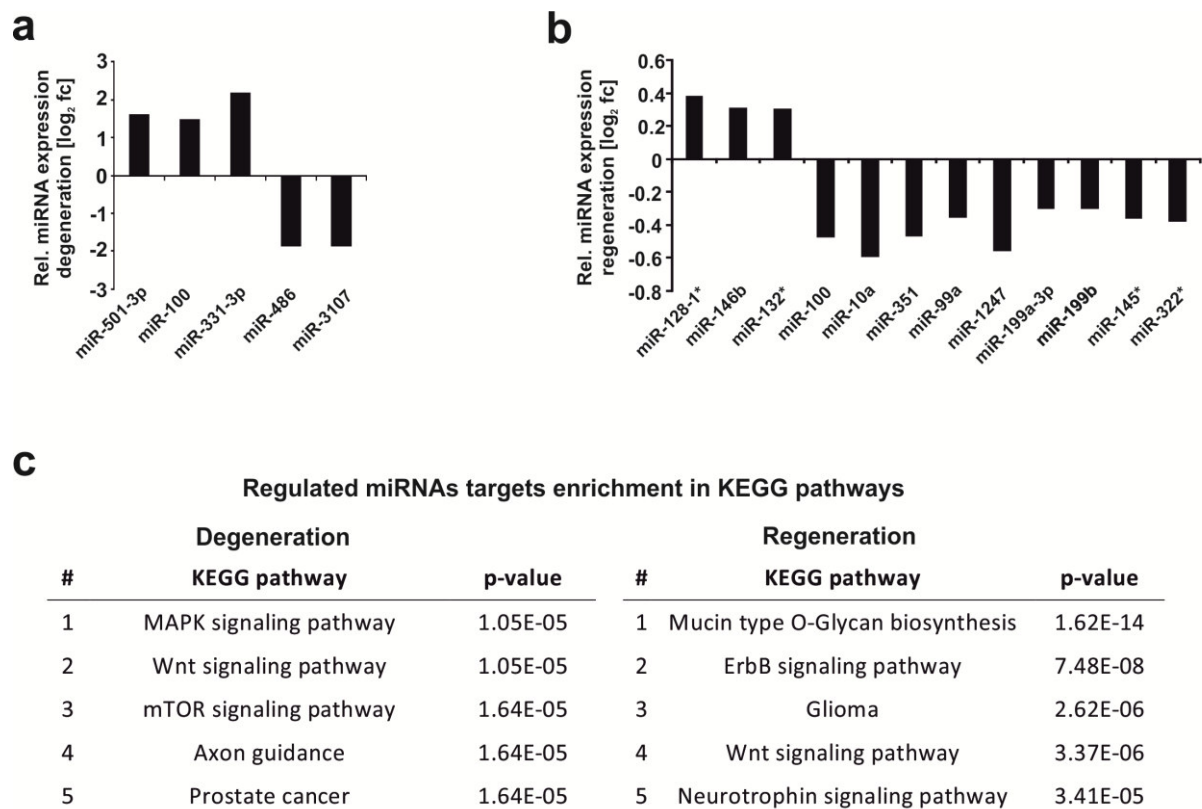 a
Rel. miRNA expression
degeneration [log₂ fc]
3
2
1
0
-1
-2
-3
miR-501-3p
miR-100
miR-331-3p
miR-486
miR-3107
b
Rel. miRNA expression
regeneration [log₂ fc]
0.6
0.4
0.2
0
-0.2
-0.4
-0.6
-0.8
miR-128-1*
miR-146b
miR-132*
miR-100
miR-10a
miR-351
miR-99a
miR-1247
miR-199a-3p
miR-199b
miR-145*
miR-322*
c
Regulated miRNAs targets enrichment in KEGG pathways
Degeneration
# KEGG pathway p-value
1 MAPK signaling pathway 1.05E-05
2 Wnt signaling pathway 1.05E-05
3 mTOR signaling pathway 1.64E-05
4 Axon guidance 1.64E-05
5 Prostate cancer 1.64E-05
Regeneration
# KEGG pathway p-value
1 Mucin type O-Glycan biosynthesis 1.62E-14
2 ErbB signaling pathway 7.48E-08
3 Glioma 2.62E-06
4 Wnt signaling pathway 3.37E-06
5 Neurotrophin signaling pathway 3.41E-05